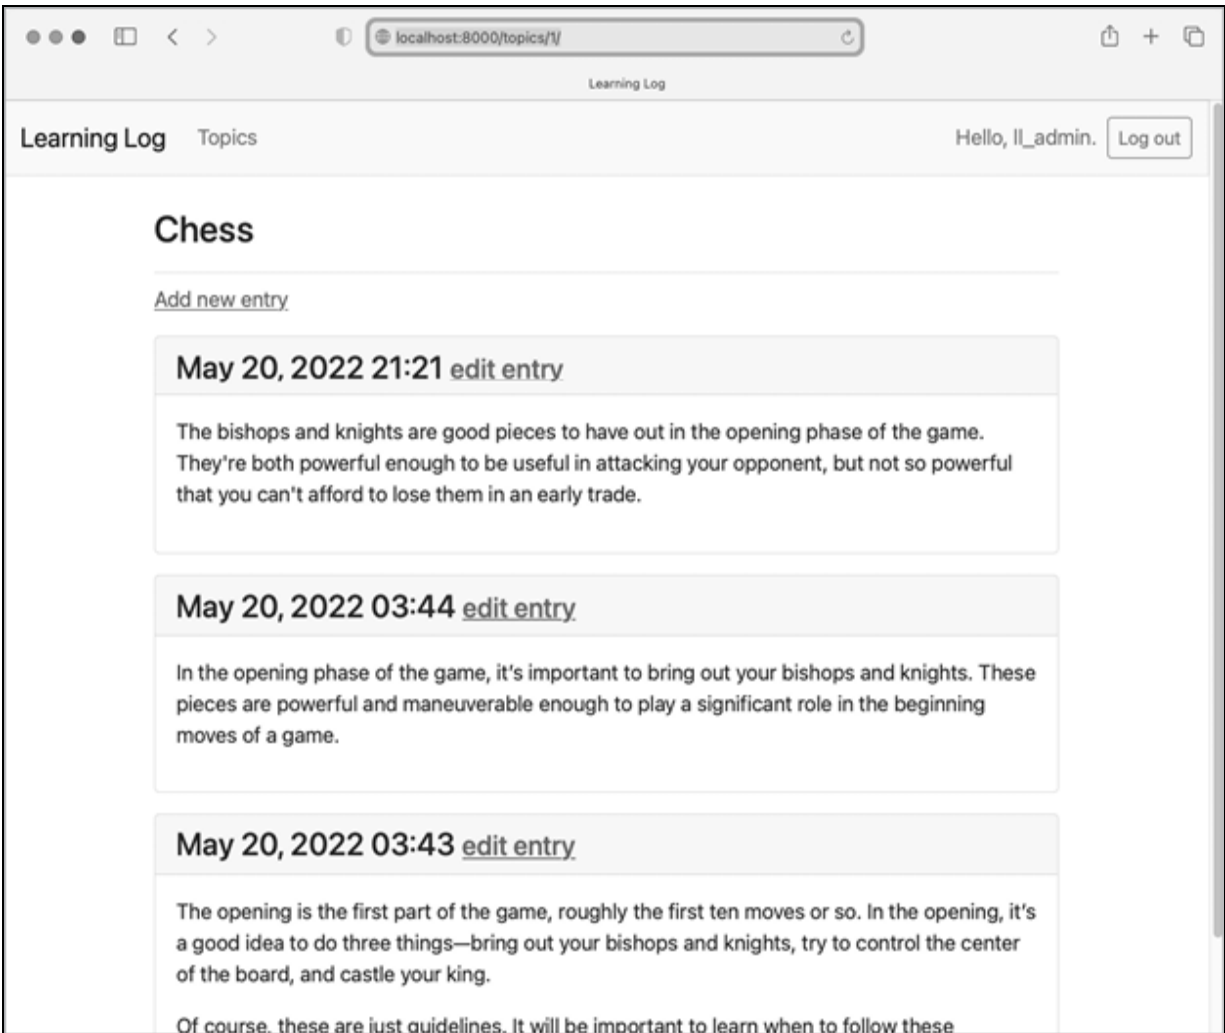 localhost:8000/topics/1/
Learning Log
Learning Log Topics Hello, ll_admin. Log out
Chess
Add new entry
May 20, 2022 21:21 edit entry
The bishops and knights are good pieces to have out in the opening phase of the game.
They're both powerful enough to be useful in attacking your opponent, but not so powerful
that you can't afford to lose them in an early trade.
May 20, 2022 03:44 edit entry
In the opening phase of the game, it's important to bring out your bishops and knights. These
pieces are powerful and maneuverable enough to play a significant role in the beginning
moves of a game.
May 20, 2022 03:43 edit entry
The opening is the first part of the game, roughly the first ten moves or so. In the opening, it's
a good idea to do three things—bring out your bishops and knights, try to control the center
of the board, and castle your king.
Of course, these are just guidelines. It will be important to learn when to follow these